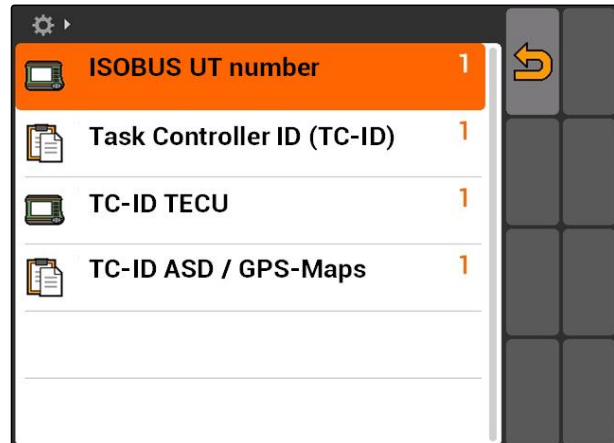 ISOBUS UT number 1
Task Controller ID (TC-ID) 1
TC-ID TECU 1
TC-ID ASD / GPS-Maps 1